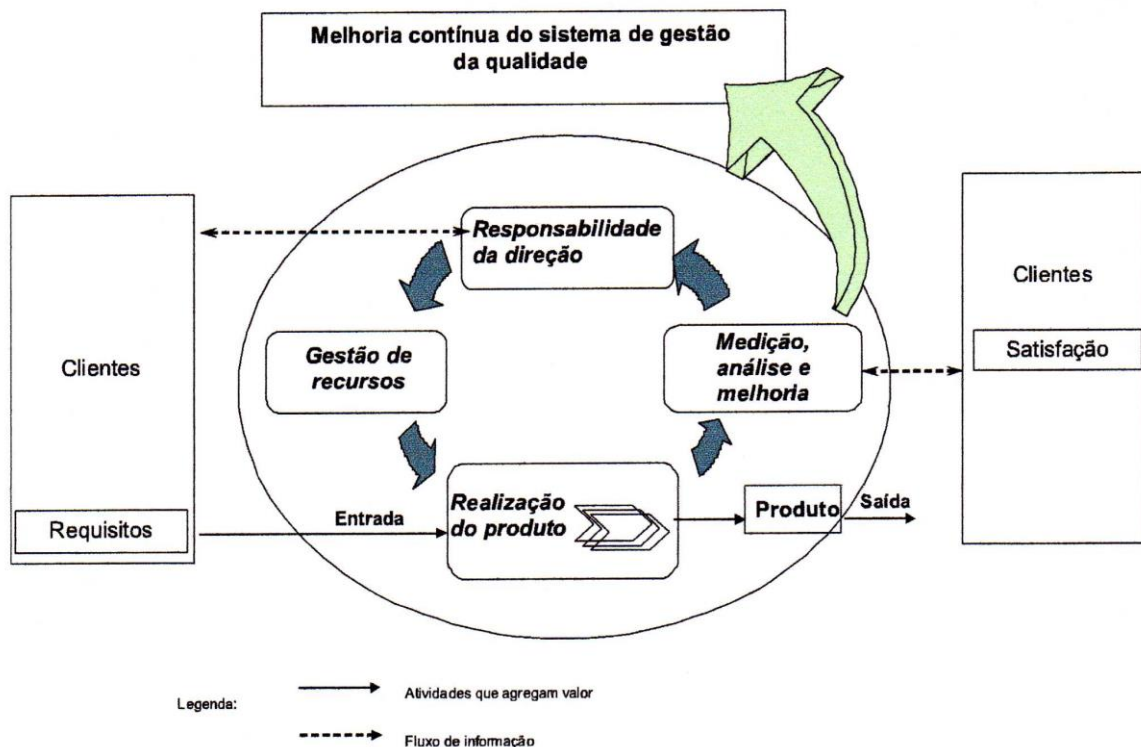 Melhoria contínua do sistema de gestão
da qualidade
Responsabilidade
da direção
Clientes
Gestão de
recursos
Medição,
análise e
melhoria
Clientes
Satisfação
Requisitos
Entrada
Realização
do produto
Produto
Saída
Legenda:
Atividades que agregam valor
Fluxo de informação